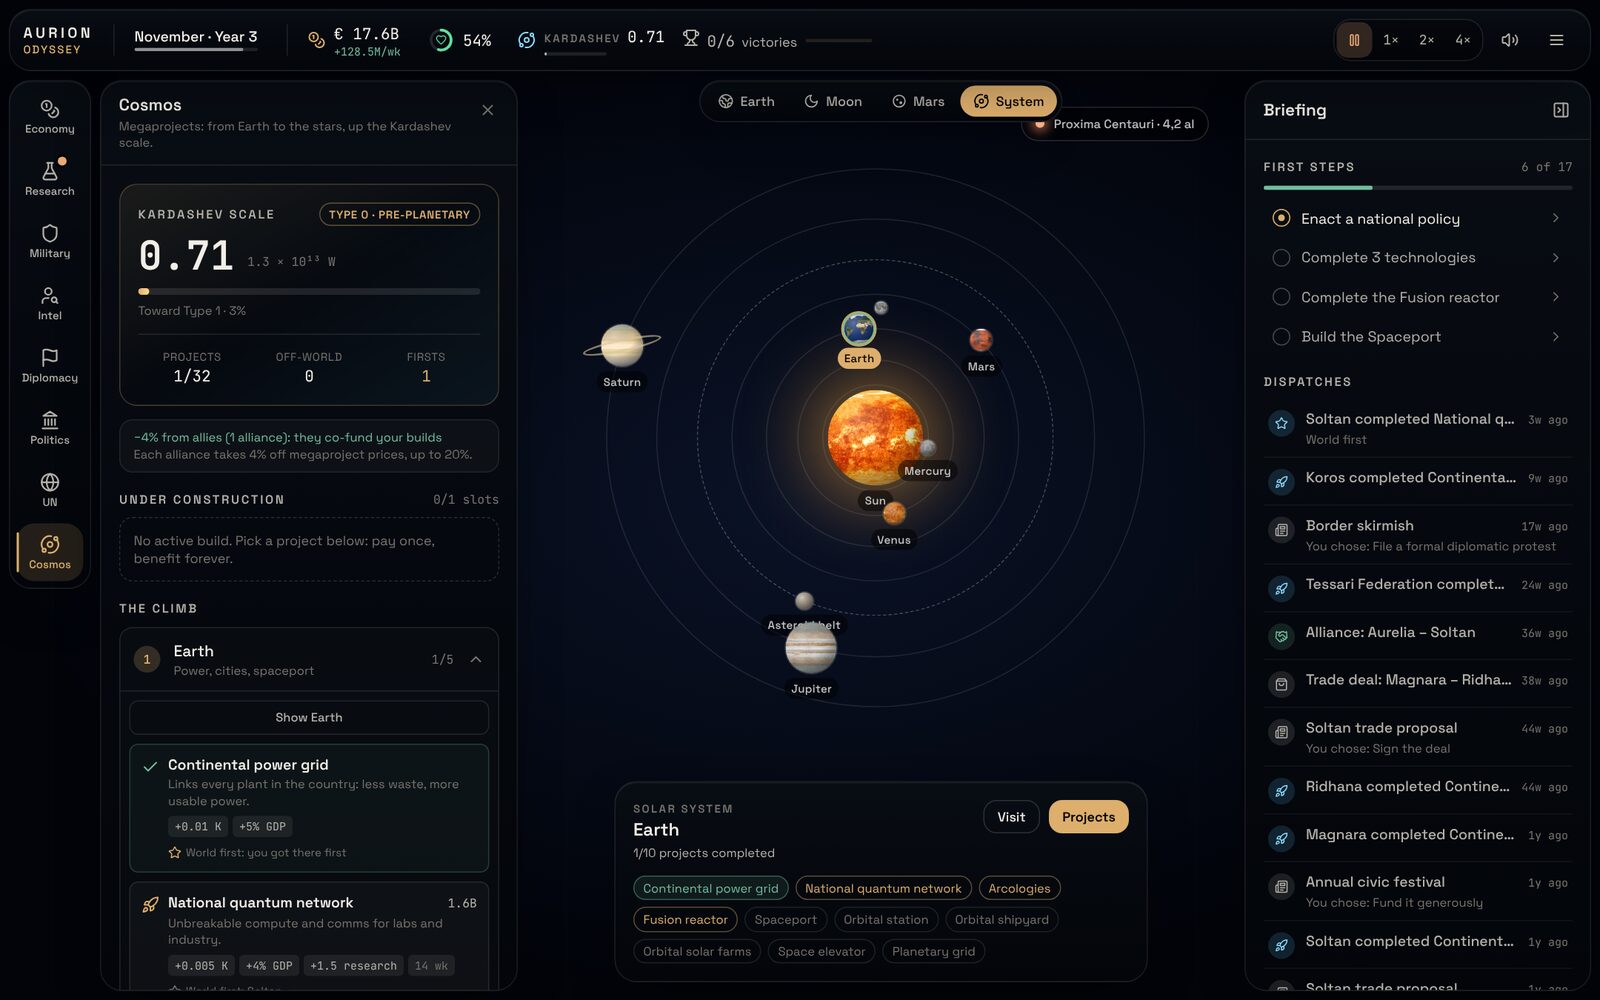 AURION
ODYSSEY
November · Year 3
€ 17.6B
+128.5M/wk
54%
KARDASHEV 0.71
0/6 victories
1×
2×
4×
Economy
Research
Military
Intel
Diplomacy
Politics
UN
Cosmos
Cosmos
Megaprojects: from Earth to the stars, up the Kardashev
scale.
KARDASHEV SCALE
TYPE 0 · PRE-PLANETARY
0.71 1.3 × 10¹³ W
Toward Type 1 · 3%
PROJECTS OFF-WORLD FIRSTS
1/32 0 1
−4% from allies (1 alliance): they co-fund your builds
Each alliance takes 4% off megaproject prices, up to 20%.
UNDER CONSTRUCTION 0/1 slots
No active build. Pick a project below: pay once,
benefit forever.
THE CLIMB
1 Earth 1/5
Power, cities, spaceport
Show Earth
Continental power grid
Links every plant in the country: less waste, more
usable power.
+0.01 K +5% GDP
World first: you got there first
National quantum network 1.6B
Unbreakable compute and comms for labs and
industry.
+0.005 K +4% GDP +1.5 research 14 wk
World first: Soltan
Earth Moon Mars System
Proxima Centauri · 4,2 al
Earth
Mars
Saturn
Mercury
Sun
Venus
Jupiter
SOLAR SYSTEM
Earth
1/10 projects completed
Visit
Projects
Continental power grid National quantum network Arcologies
Fusion reactor Spaceport Orbital station Orbital shipyard
Orbital solar farms Space elevator Planetary grid
Briefing
FIRST STEPS 6 of 17
Enact a national policy
Complete 3 technologies
Complete the Fusion reactor
Build the Spaceport
DISPATCHES
Soltan completed National q... 3w ago
World first
Koros completed Continenta... 9w ago
Border skirmish 17w ago
You chose: File a formal diplomatic protest
Tessari Federation complet... 24w ago
Alliance: Aurelia – Soltan 36w ago
Trade deal: Magnara – Ridha... 38w ago
Soltan trade proposal 44w ago
You chose: Sign the deal
Ridhana completed Contine... 44w ago
Magnara completed Contine... 1y ago
Annual civic festival 1y ago
You chose: Fund it generously
Soltan completed Continent... 1y ago
Soltan trade proposal 1y ago